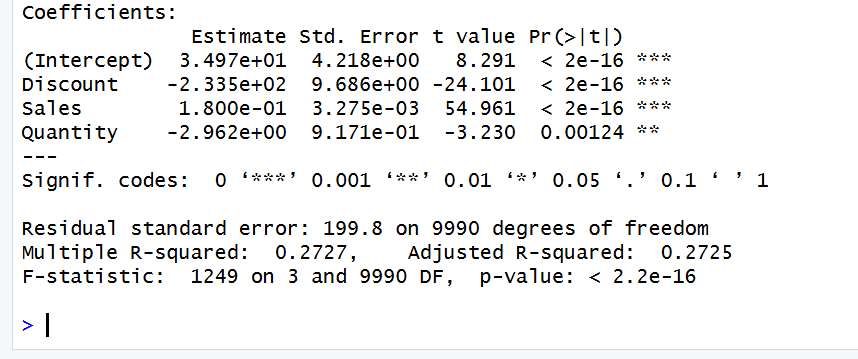 Coefficients:
              Estimate Std. Error t value Pr(>|t|)
(Intercept)  3.497e+01  4.218e+00   8.291  < 2e-16 ***
Discount    -2.335e+02  9.686e+00 -24.101  < 2e-16 ***
Sales        1.800e-01  3.275e-03  54.961  < 2e-16 ***
Quantity    -2.962e+00  9.171e-01  -3.230  0.00124 **
---
Signif. codes:  0 ‘***’ 0.001 ‘**’ 0.01 ‘*’ 0.05 ‘.’ 0.1 ‘ ’ 1
Residual standard error: 199.8 on 9990 degrees of freedom
Multiple R-squared:  0.2727,    Adjusted R-squared:  0.2725
F-statistic:  1249 on 3 and 9990 DF,  p-value: < 2.2e-16
>